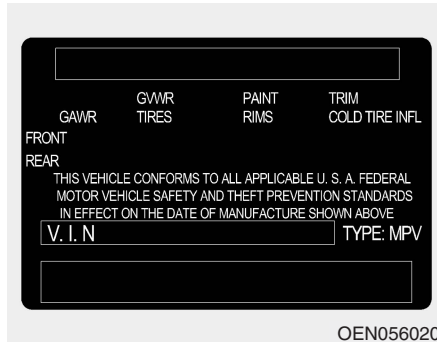 GVWR PAINT TRIM
GAWR TIRES RIMS COLD TIRE INFL
FRONT
REAR
THIS VEHICLE CONFORMS TO ALL APPLICABLE U. S. A. FEDERAL
MOTOR VEHICLE SAFETY AND THEFT PREVENTION STANDARDS
IN EFFECT ON THE DATE OF MANUFACTURE SHOWN ABOVE
V. I. N TYPE: MPV
OEN056020